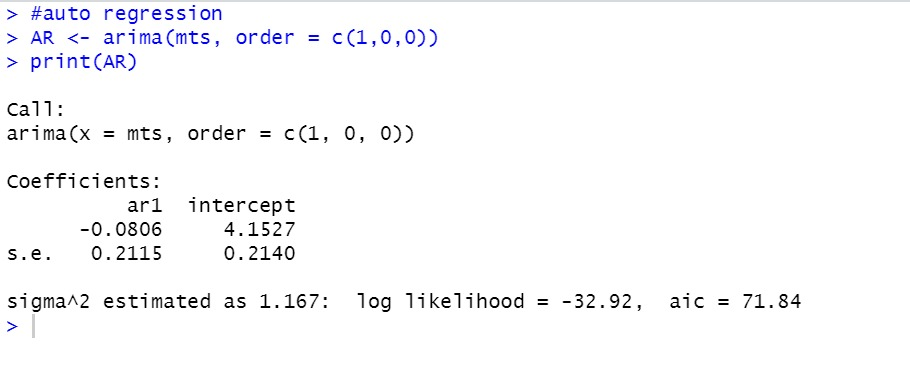 > #auto regression
> AR <- arima(mts, order = c(1,0,0))
> print(AR)
Call:
arima(x = mts, order = c(1, 0, 0))
Coefficients:
ar1 intercept
-0.0806 4.1527
s.e. 0.2115 0.2140
sigma^2 estimated as 1.167: log likelihood = -32.92, aic = 71.84
>